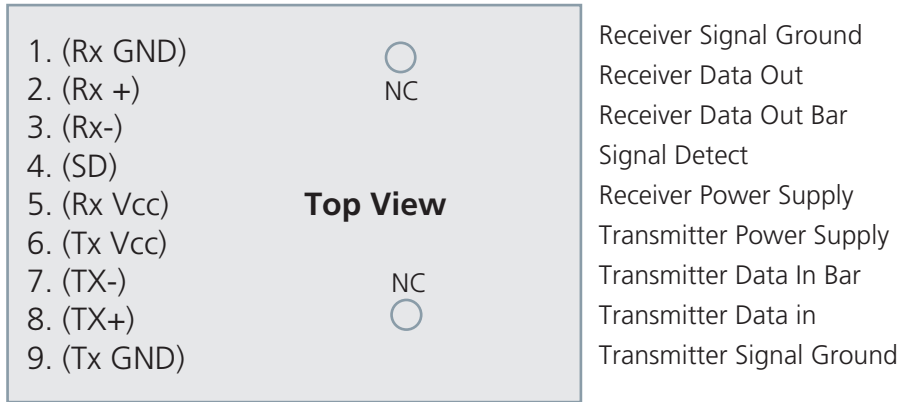 1. (Rx GND)
2. (Rx +)
NC
3. (Rx-)
4. (SD)
5. (Rx Vcc)
Top View
6. (Tx Vcc)
7. (TX-)
NC
8. (TX+)
9. (Tx GND)
Receiver Signal Ground
Receiver Data Out
Receiver Data Out Bar
Signal Detect
Receiver Power Supply
Transmitter Power Supply
Transmitter Data In Bar
Transmitter Data in
Transmitter Signal Ground